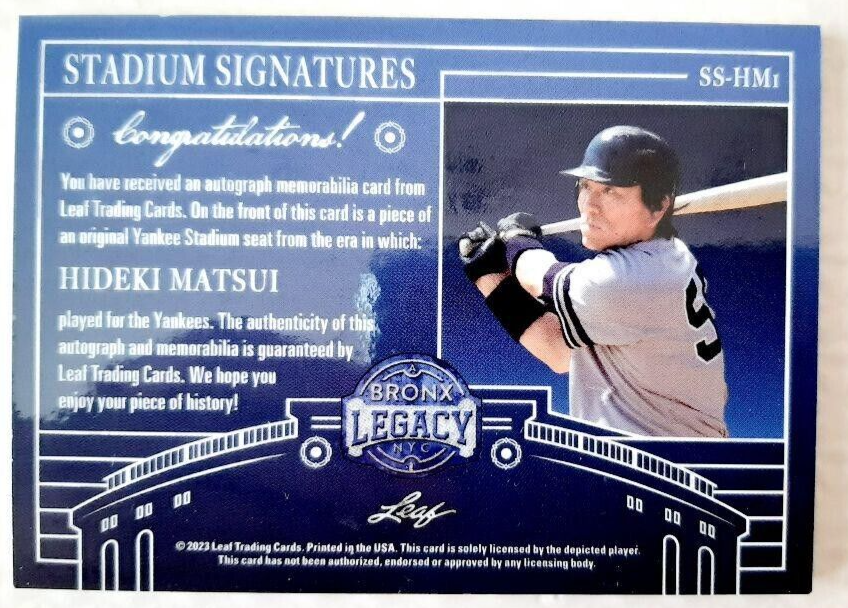 STADIUM SIGNATURES
SS-HM1
Congratulations!
You have received an autograph memorabilia card from
Leaf Trading Cards. On the front of this card is a piece of
an original Yankee Stadium seat from the era in which:
HIDEKI MATSUI
played for the Yankees. The authenticity of this
autograph and memorabilia is guaranteed by
Leaf Trading Cards. We hope you
enjoy your piece of history!
5
BRONX
LEGACY
NYC
Leaf
© 2023 Leaf Trading Cards. Printed in the USA. This card is solely licensed by the depicted player.
This card has not been authorized, endorsed or approved by any licensing body.